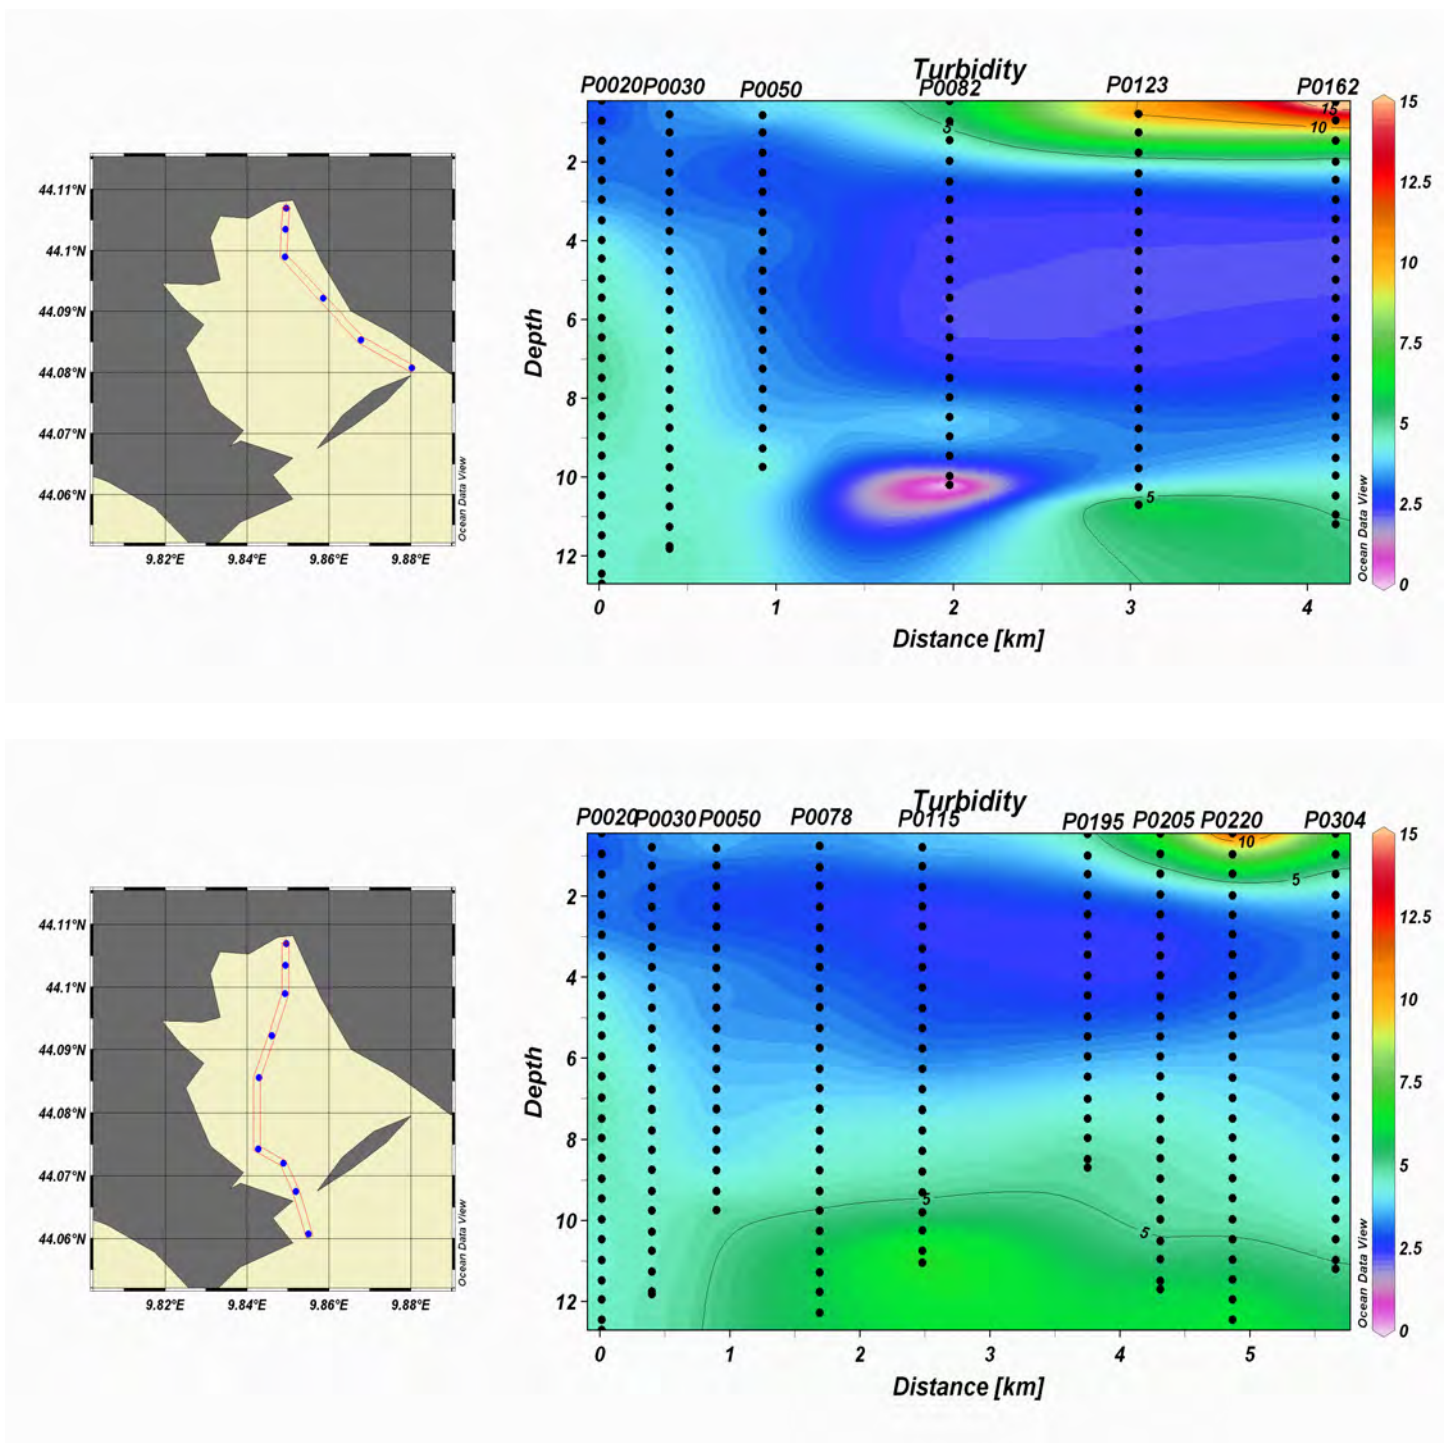 Turbidity
P0020 P0030 P0050 P0082 P0123 P0162
44.11°N
44.1°N
44.09°N
44.08°N
44.07°N
44.06°N
9.82°E 9.84°E 9.86°E 9.88°E
Ocean Data View
Depth
2
4
6
8
10
12
5
15
10
5
0 1 2 3 4
Distance [km]
15
12.5
10
7.5
5
2.5
0
Ocean Data View
Turbidity
P0020 P0030 P0050 P0078 P0115 P0195 P0205 P0220 P0304
44.11°N
44.1°N
44.09°N
44.08°N
44.07°N
44.06°N
9.82°E 9.84°E 9.86°E 9.88°E
Ocean Data View
Depth
2
4
6
8
10
12
10
5
5
5
0 1 2 3 4 5
Distance [km]
15
12.5
10
7.5
5
2.5
0
Ocean Data View